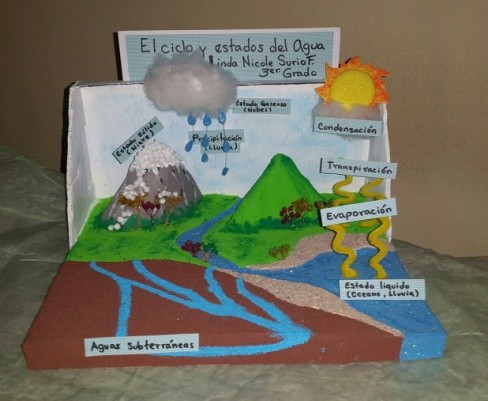 El ciclo y estados del Agua
Linda Nicole Surio F.
3er Grado
Estado Gaseoso
(Nubes)
Condensación
Estado Sólido
(Nieve)
Precipitación
(Lluvia)
Transpiración
Evaporación
Estado líquido
(Oceano, Lluvia)
Aguas Subterráneas